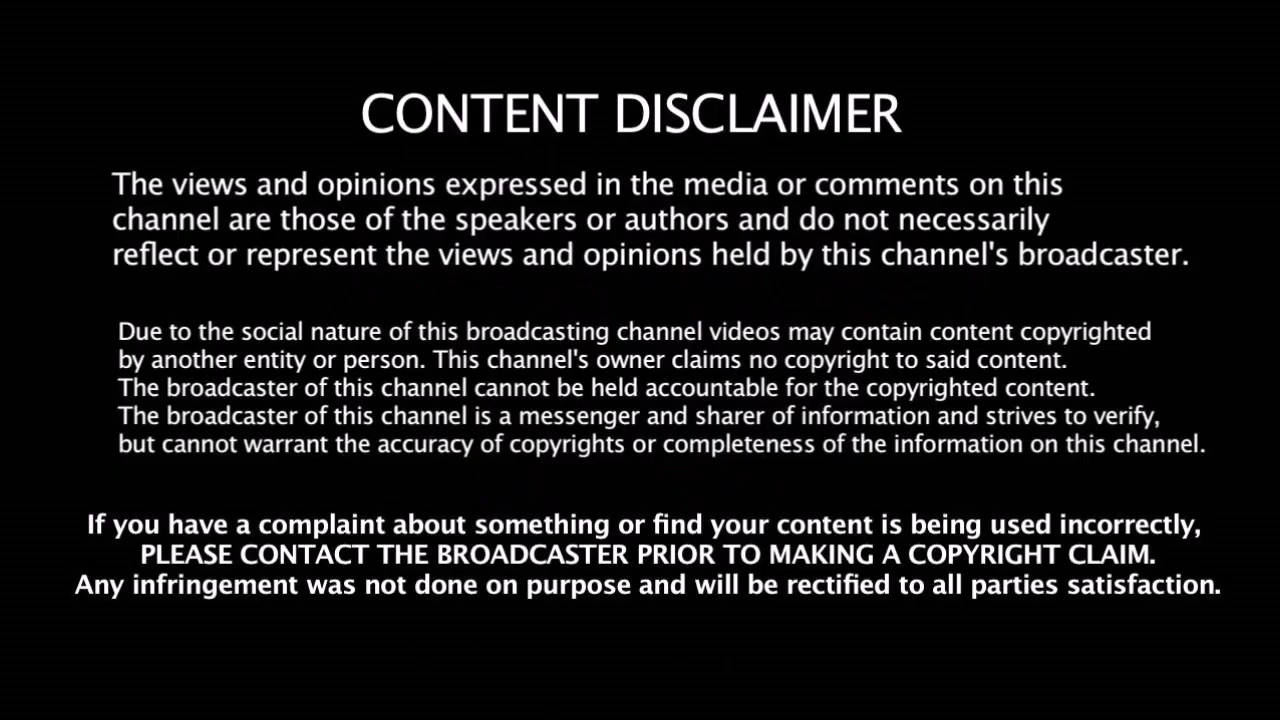 CONTENT DISCLAIMER
The views and opinions expressed in the media or comments on this
channel are those of the speakers or authors and do not necessarily
reflect or represent the views and opinions held by this channel's broadcaster.
Due to the social nature of this broadcasting channel videos may contain content copyrighted
by another entity or person. This channel's owner claims no copyright to said content.
The broadcaster of this channel cannot be held accountable for the copyrighted content.
The broadcaster of this channel is a messenger and sharer of information and strives to verify,
but cannot warrant the accuracy of copyrights or completeness of the information on this channel.
If you have a complaint about something or find your content is being used incorrectly,
PLEASE CONTACT THE BROADCASTER PRIOR TO MAKING A COPYRIGHT CLAIM.
Any infringement was not done on purpose and will be rectified to all parties satisfaction.